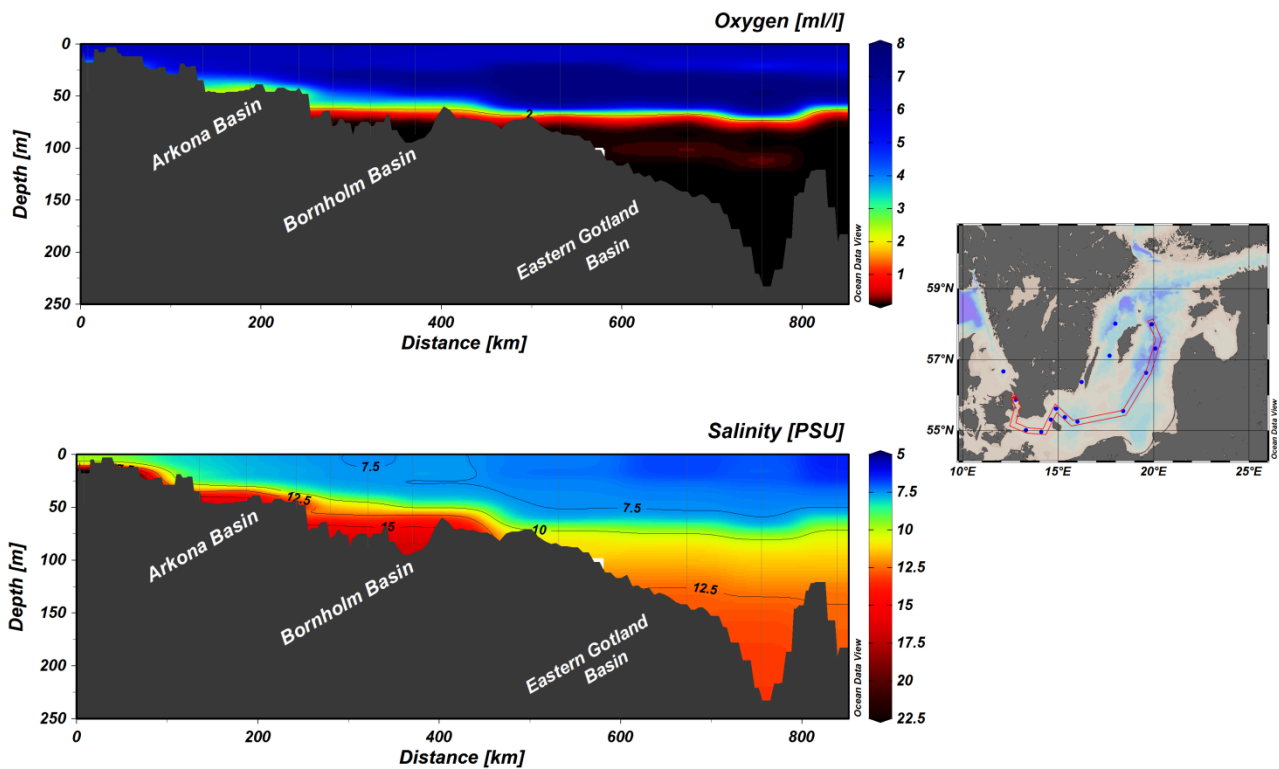 Oxygen [ml/l]
0
50
100
150
200
250
Depth [m]
2
Arkona Basin
Bornholm Basin
Eastern Gotland
Basin
Ocean Data View
0
200
400
600
800
Distance [km]
8
7
6
5
4
3
2
1
59°N
57°N
55°N
10°E
15°E
20°E
25°E
Ocean Data View
Salinity [PSU]
0
50
100
150
200
250
Depth [m]
7.5
12.5
15
10
7.5
12.5
Arkona Basin
Bornholm Basin
Eastern Gotland
Basin
Ocean Data View
0
200
400
600
800
Distance [km]
5
7.5
10
12.5
15
17.5
20
22.5